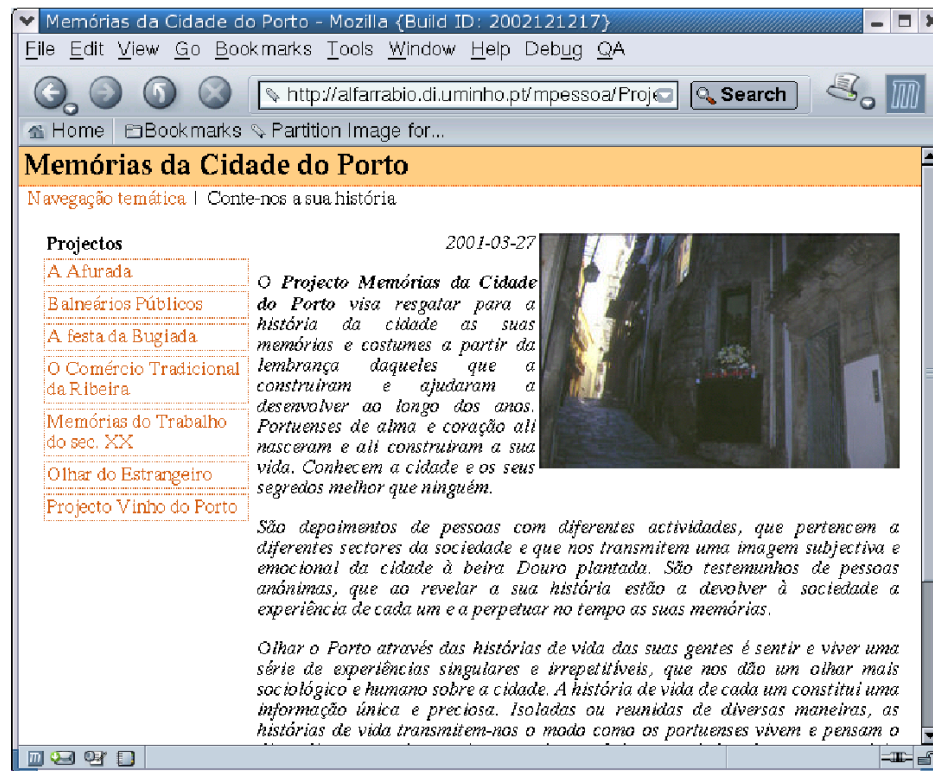 Memórias da Cidade do Porto - Mozilla {Build ID: 2002121217}
File Edit View Go Bookmarks Tools Window Help Debug QA
http://alfarrabio.di.uminho.pt/mpessoa/Proje Search
Home Bookmarks Partition Image for...
Memórias da Cidade do Porto
Navegação temática | Conte-nos a sua história
Projectos
A Afurada
Balneários Públicos
A festa da Bugiada
O Comércio Tradicional
da Ribeira
Memórias do Trabalho
do sec. XX
Olhar do Estrangeiro
Projecto Vinho do Porto
2001-03-27
O Projecto Memórias da Cidade
do Porto visa resgatar para a
história da cidade as suas
memórias e costumes a partir da
lembrança daqueles que a
construiram e ajudaram a
desenvolver ao longo dos anos.
Portuenses de alma e coração ali
nasceram e ali construiram a sua
vida. Conhecem a cidade e os seus
segredos melhor que ninguém.
São depoimentos de pessoas com diferentes actividades, que pertencem a
diferentes sectores da sociedade e que nos transmitem uma imagem subjectiva e
emocional da cidade à beira Douro plantada. São testemunhos de pessoas
anónimas, que ao revelar a sua história estão a devolver à sociedade a
experiência de cada um e a perpetuar no tempo as suas memórias.
Olhar o Porto através das histórias de vida das suas gentes é sentir e viver uma
série de experiências singulares e irrepetitíveis, que nos dão um olhar mais
sociológico e humano sobre a cidade. A história de vida de cada um constitui uma
informação única e preciosa. Isoladas ou reunidas de diversas maneiras, as
histórias de vida transmitem-nos o modo como os portuenses vivem e pensam o